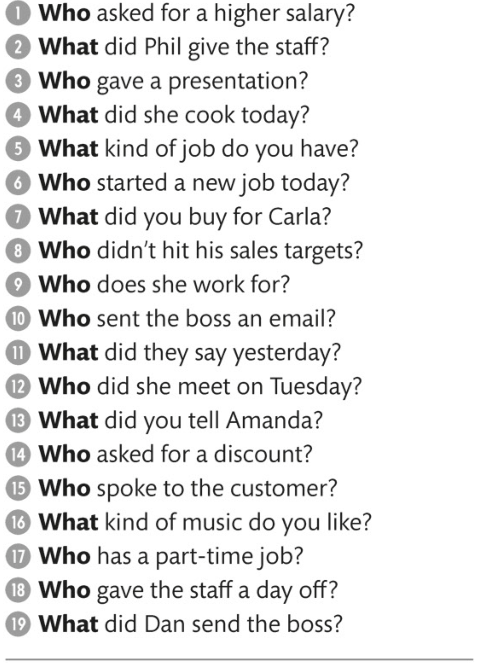 1 Who asked for a higher salary?
2 What did Phil give the staff?
3 Who gave a presentation?
4 What did she cook today?
5 What kind of job do you have?
6 Who started a new job today?
7 What did you buy for Carla?
8 Who didn’t hit his sales targets?
9 Who does she work for?
10 Who sent the boss an email?
11 What did they say yesterday?
12 Who did she meet on Tuesday?
13 What did you tell Amanda?
14 Who asked for a discount?
15 Who spoke to the customer?
16 What kind of music do you like?
17 Who has a part-time job?
18 Who gave the staff a day off?
19 What did Dan send the boss?